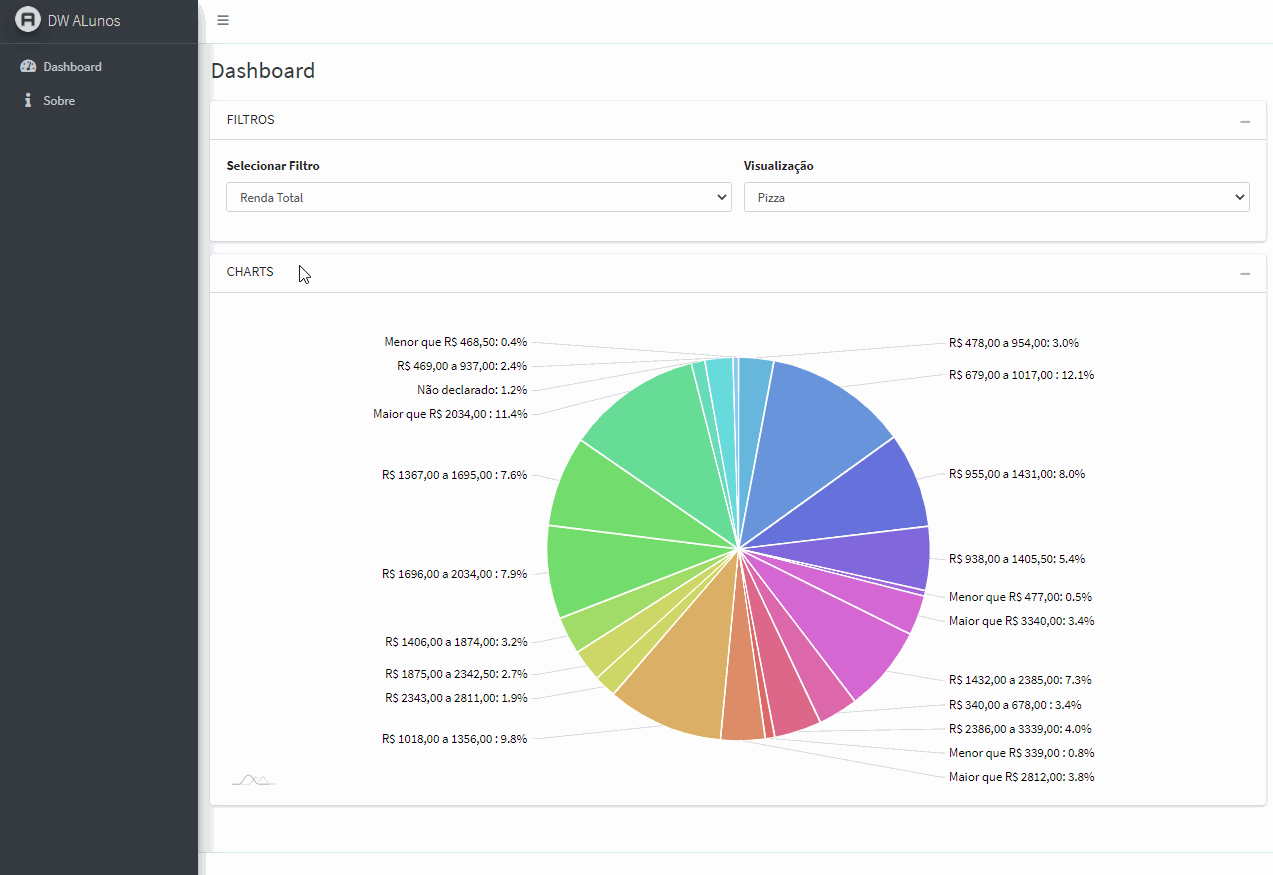 DW ALunos
Dashboard
Sobre
Dashboard
FILTROS
Selecionar Filtro
Renda Total
Visualização
Pizza
CHARTS
Menor que R$ 468,50: 0.4%
R$ 469,00 a 937,00: 2.4%
Não declarado: 1.2%
Maior que R$ 2034,00 : 11.4%
R$ 1367,00 a 1695,00 : 7.6%
R$ 1696,00 a 2034,00 : 7.9%
R$ 1406,00 a 1874,00: 3.2%
R$ 1875,00 a 2342,50: 2.7%
R$ 2343,00 a 2811,00: 1.9%
R$ 1018,00 a 1356,00 : 9.8%
R$ 478,00 a 954,00: 3.0%
R$ 679,00 a 1017,00 : 12.1%
R$ 955,00 a 1431,00: 8.0%
R$ 938,00 a 1405,50: 5.4%
Menor que R$ 477,00: 0.5%
Maior que R$ 3340,00: 3.4%
R$ 1432,00 a 2385,00: 7.3%
R$ 340,00 a 678,00 : 3.4%
R$ 2386,00 a 3339,00: 4.0%
Menor que R$ 339,00 : 0.8%
Maior que R$ 2812,00: 3.8%